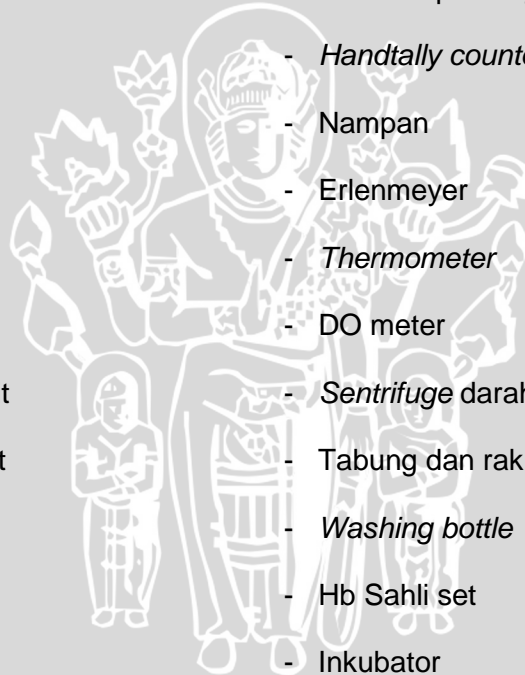 - Handtally counte
- Nampan
- Erlenmeyer
- Thermometer
- DO meter
t
- Sentrifuge darah
t
- Tabung dan rak
- Washing bottle
- Hb Sahli set
- Inkubator